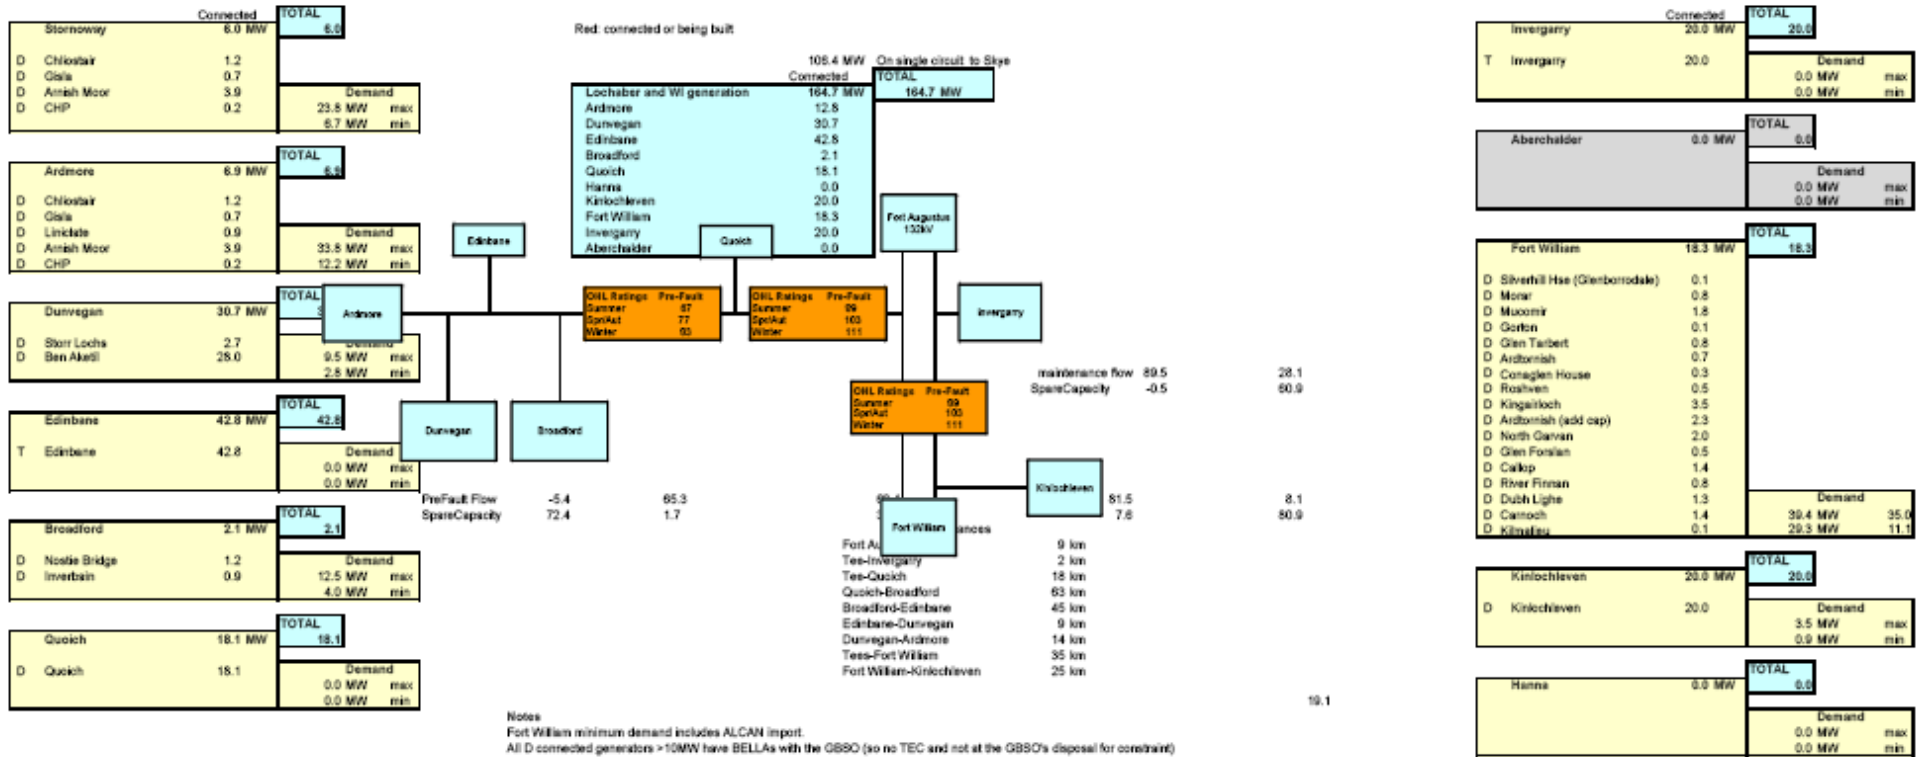 Connected TOTAL
Stornoway 6.0 MW 6.0
D Chliostair 1.2
D Gisla 0.7
D Arnish Moor 3.9 Demand
D CHP 0.2 23.8 MW max
6.7 MW min
TOTAL
Ardmore 6.9 MW 6.9
D Chliostair 1.2
D Gisla 0.7
D Liniclate 0.9 Demand
D Arnish Moor 3.9 33.8 MW max
D CHP 0.2 12.2 MW min
TOTAL
Dunvegan 30.7 MW
D Storr Lochs 2.7 Demand
D Ben Aketil 28.0 9.5 MW max
2.8 MW min
TOTAL
Edinbane 42.8 MW 42.8
T Edinbane 42.8 Demand
0.0 MW max
0.0 MW min
TOTAL
Broadford 2.1 MW 2.1
D Nostie Bridge 1.2 Demand
D Inverbain 0.9 12.5 MW max
4.0 MW min
TOTAL
Quoich 18.1 MW 18.1
D Quoich 18.1 Demand
0.0 MW max
0.0 MW min
Red: connected or being built
108.4 MW On single circuit to Skye
Connected TOTAL
Lochaber and WI generation 164.7 MW 164.7 MW
Ardmore 12.8
Dunvegan 30.7
Edinbane 42.8
Broadford 2.1
Quoich 18.1
Hanna 0.0
Kinlochleven 20.0
Fort William 18.3
Invergarry 20.0
Aberchalder 0.0
Edinbane
Quoich
Fort Augustus
132kV
Ardmore
OHL Ratings Pre-Fault
Summer 67
Spr/Aut 77
Winter 83
OHL Ratings Pre-Fault
Summer 89
Spr/Aut 103
Winter 111
Invergarry
maintenance flow 89.5 28.1
SpareCapacity -0.5 60.9
OHL Ratings Pre-Fault
Summer 89
Spr/Aut 103
Winter 111
Dunvegan
Broadford
Kinlochleven
PreFault Flow -5.4 65.3 81.5 8.1
SpareCapacity 72.4 1.7 7.6 80.9
Fort William
ances
Fort Au 9 km
Tee-Invergarry 2 km
Tee-Quoich 18 km
Quoich-Broadford 63 km
Broadford-Edinbane 45 km
Edinbane-Dunvegan 9 km
Dunvegan-Ardmore 14 km
Tees-Fort William 35 km
Fort William-Kinlochleven 25 km
19.1
Notes
Fort William minimum demand includes ALCAN import.
All D connected generators >10MW have BELLAs with the GBSO (so no TEC and not at the GBSO's disposal for constraint)
Connected TOTAL
Invergarry 20.0 MW 20.0
T Invergarry 20.0 Demand
0.0 MW max
0.0 MW min
TOTAL
Aberchalder 0.0 MW 0.0
Demand
0.0 MW max
0.0 MW min
TOTAL
Fort William 18.3 MW 18.3
D Silverhill Hse (Glenborrodale) 0.1
D Morar 0.8
D Mucomir 1.8
D Gorton 0.1
D Glen Tarbert 0.8
D Ardtornish 0.7
D Conaglen House 0.3
D Roshven 0.5
D Kingairloch 3.5
D Ardtornish (add cap) 2.3
D North Garvan 2.0
D Glen Forslan 0.5
D Callop 1.4
D River Finnan 0.8
D Dubh Lighe 1.3 Demand
D Carnoch 1.4 39.4 MW 35.0
D Kilmalieu 0.1 29.3 MW 11.1
TOTAL
Kinlochleven 20.0 MW 20.0
D Kinlochleven 20.0 Demand
3.5 MW max
0.9 MW min
TOTAL
Hanna 0.0 MW 0.0
Demand
0.0 MW max
0.0 MW min